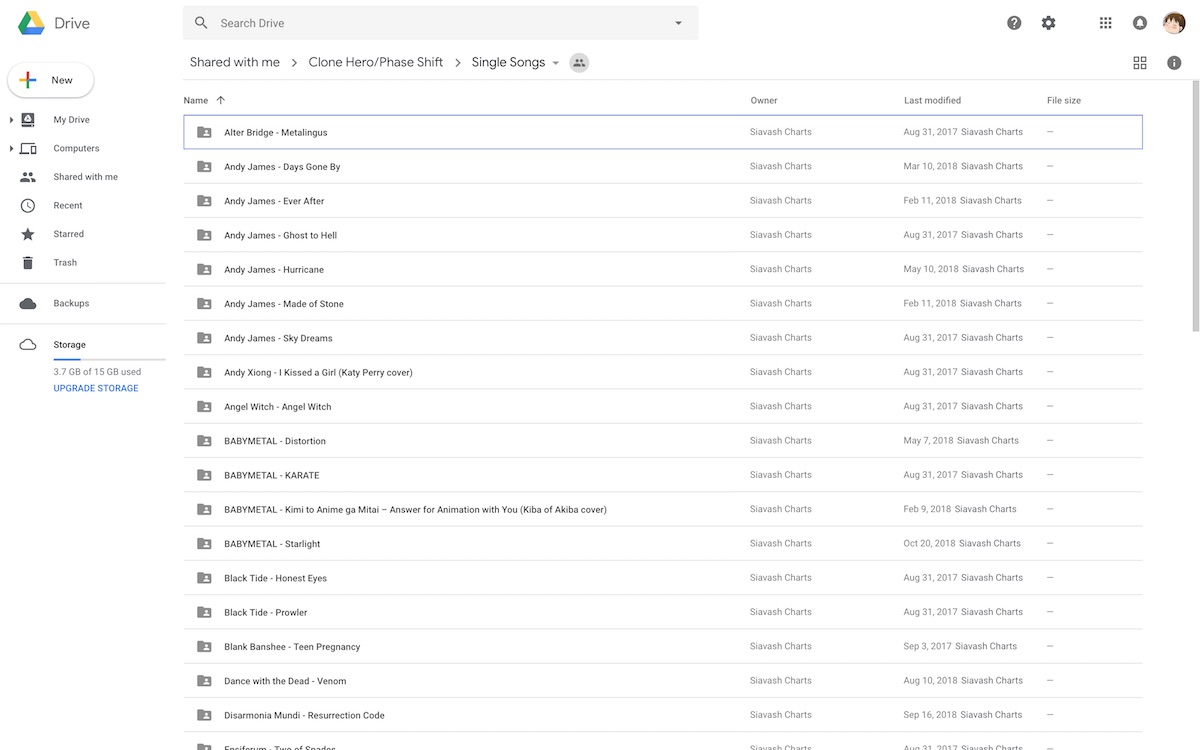 Drive
Search Drive
Shared with me > Clone Hero/Phase Shift > Single Songs
New
My Drive
Computers
Shared with me
Recent
Starred
Trash
Backups
Storage
3.7 GB of 15 GB used
UPGRADE STORAGE
Name Owner Last modified File size
Alter Bridge - Metalingus Siavash Charts Aug 31, 2017 Siavash Charts —
Andy James - Days Gone By Siavash Charts Mar 10, 2018 Siavash Charts —
Andy James - Ever After Siavash Charts Feb 11, 2018 Siavash Charts —
Andy James - Ghost to Hell Siavash Charts Aug 31, 2017 Siavash Charts —
Andy James - Hurricane Siavash Charts May 10, 2018 Siavash Charts —
Andy James - Made of Stone Siavash Charts Feb 11, 2018 Siavash Charts —
Andy James - Sky Dreams Siavash Charts Aug 31, 2017 Siavash Charts —
Andy Xiong - I Kissed a Girl (Katy Perry cover) Siavash Charts Aug 31, 2017 Siavash Charts —
Angel Witch - Angel Witch Siavash Charts Aug 31, 2017 Siavash Charts —
BABYMETAL - Distortion Siavash Charts May 7, 2018 Siavash Charts —
BABYMETAL - KARATE Siavash Charts Aug 31, 2017 Siavash Charts —
BABYMETAL - Kimi to Anime ga Mitai – Answer for Animation with You (Kiba of Akiba cover) Siavash Charts Feb 9, 2018 Siavash Charts —
BABYMETAL - Starlight Siavash Charts Oct 20, 2018 Siavash Charts —
Black Tide - Honest Eyes Siavash Charts Aug 31, 2017 Siavash Charts —
Black Tide - Prowler Siavash Charts Aug 31, 2017 Siavash Charts —
Blank Banshee - Teen Pregnancy Siavash Charts Sep 3, 2017 Siavash Charts —
Dance with the Dead - Venom Siavash Charts Aug 10, 2018 Siavash Charts —
Disarmonia Mundi - Resurrection Code Siavash Charts Sep 16, 2018 Siavash Charts —
Ensiferum - Two of Spades Siavash Charts Aug 31, 2017 Siavash Charts —